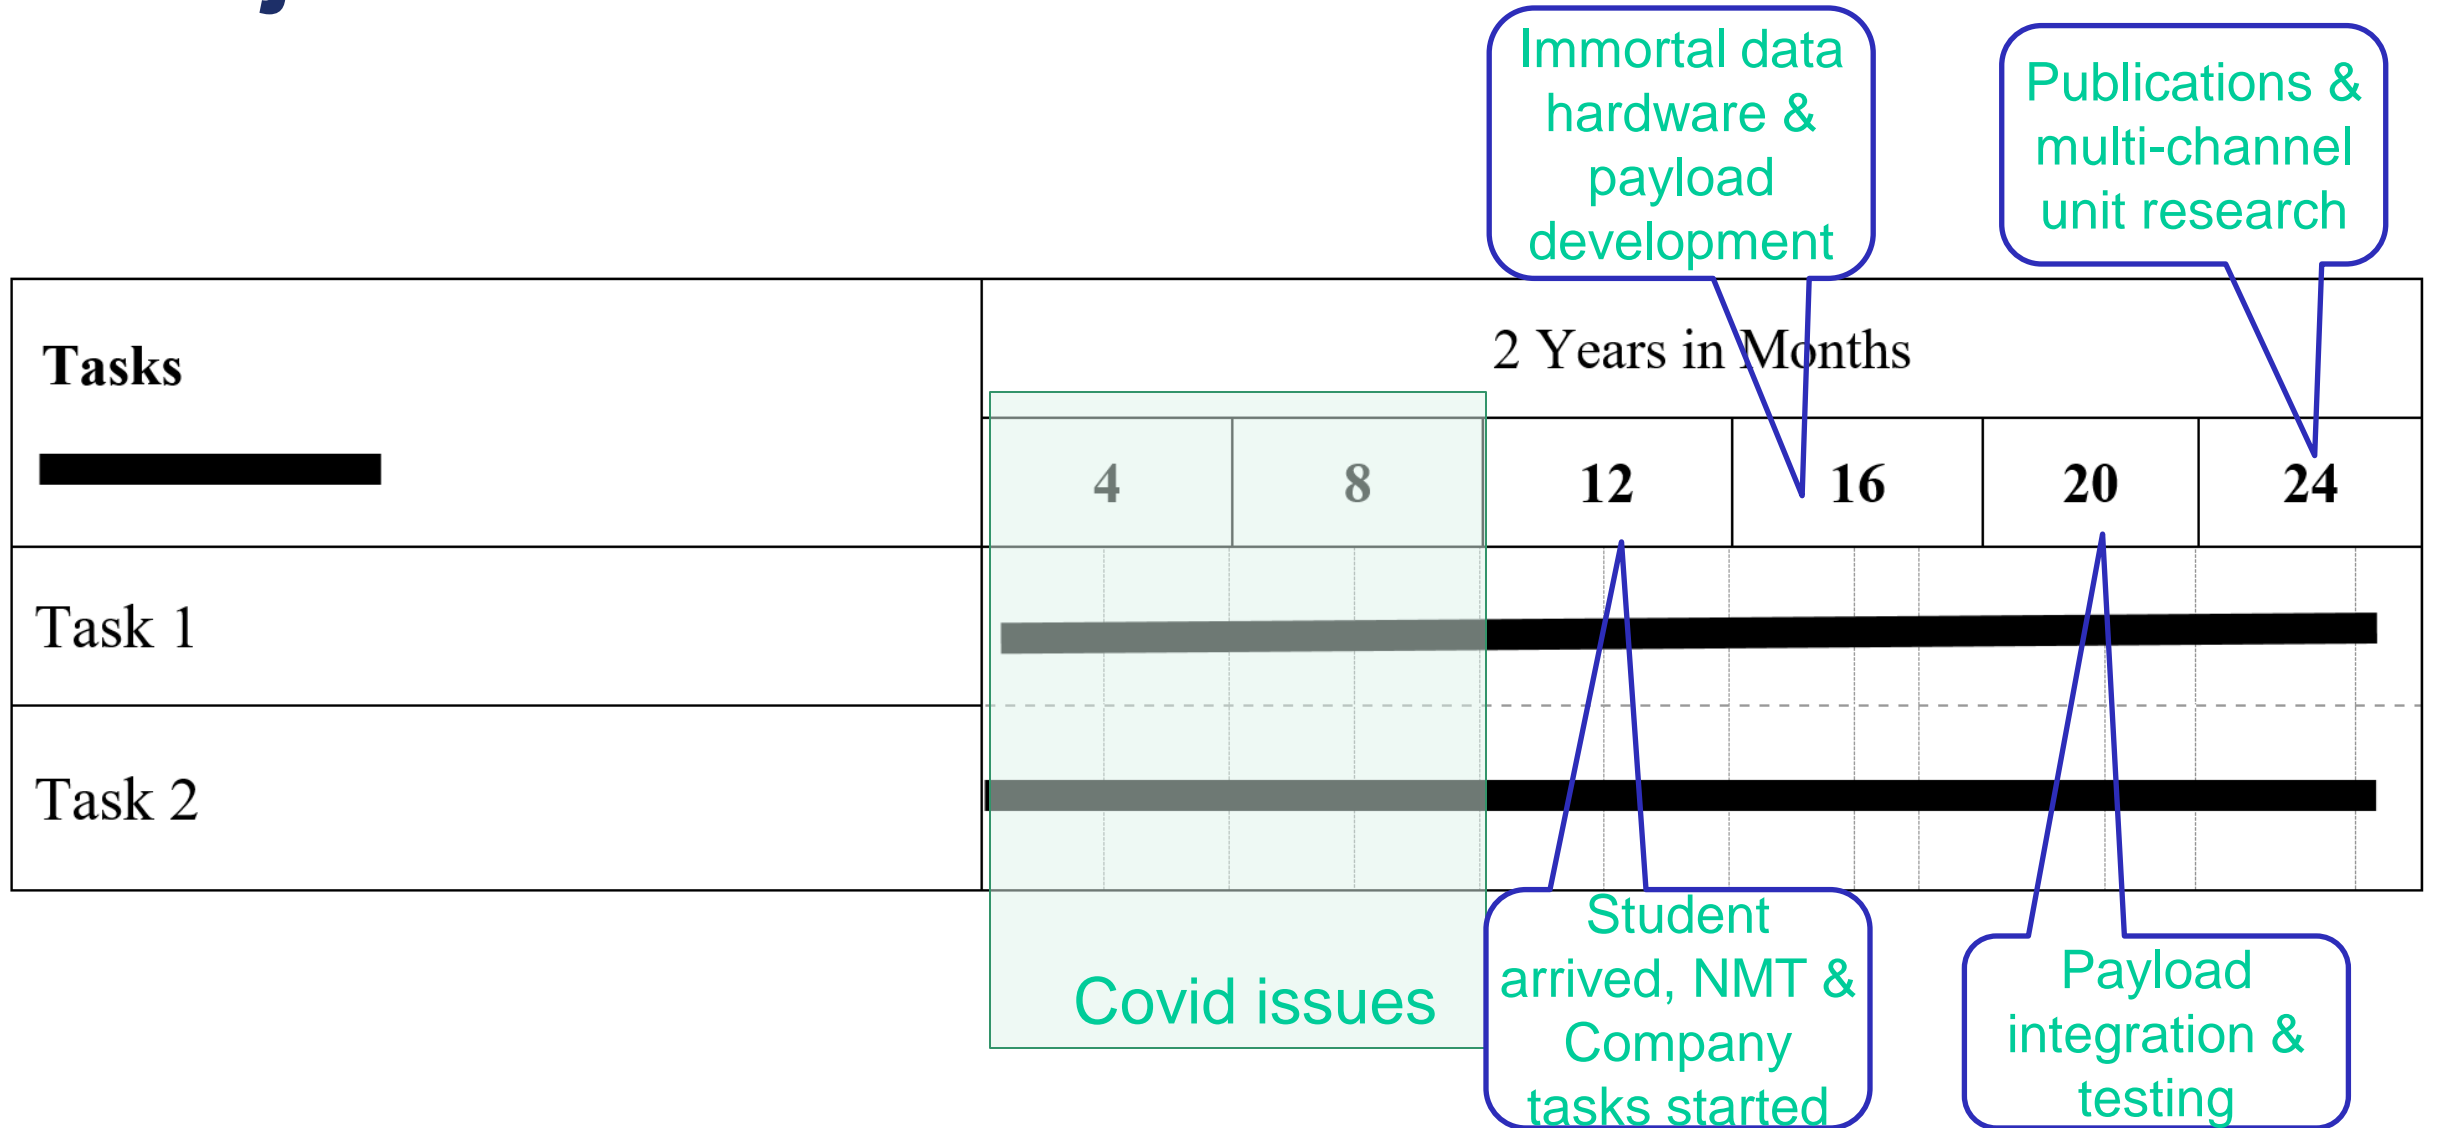 Immortal data
hardware &
payload
development
Publications &
multi-channel
unit research
Tasks
2 Years in Months
4 8 12 16 20 24
Task 1
Task 2
Covid issues
Student
arrived, NMT &
Company
tasks started
Payload
integration &
testing